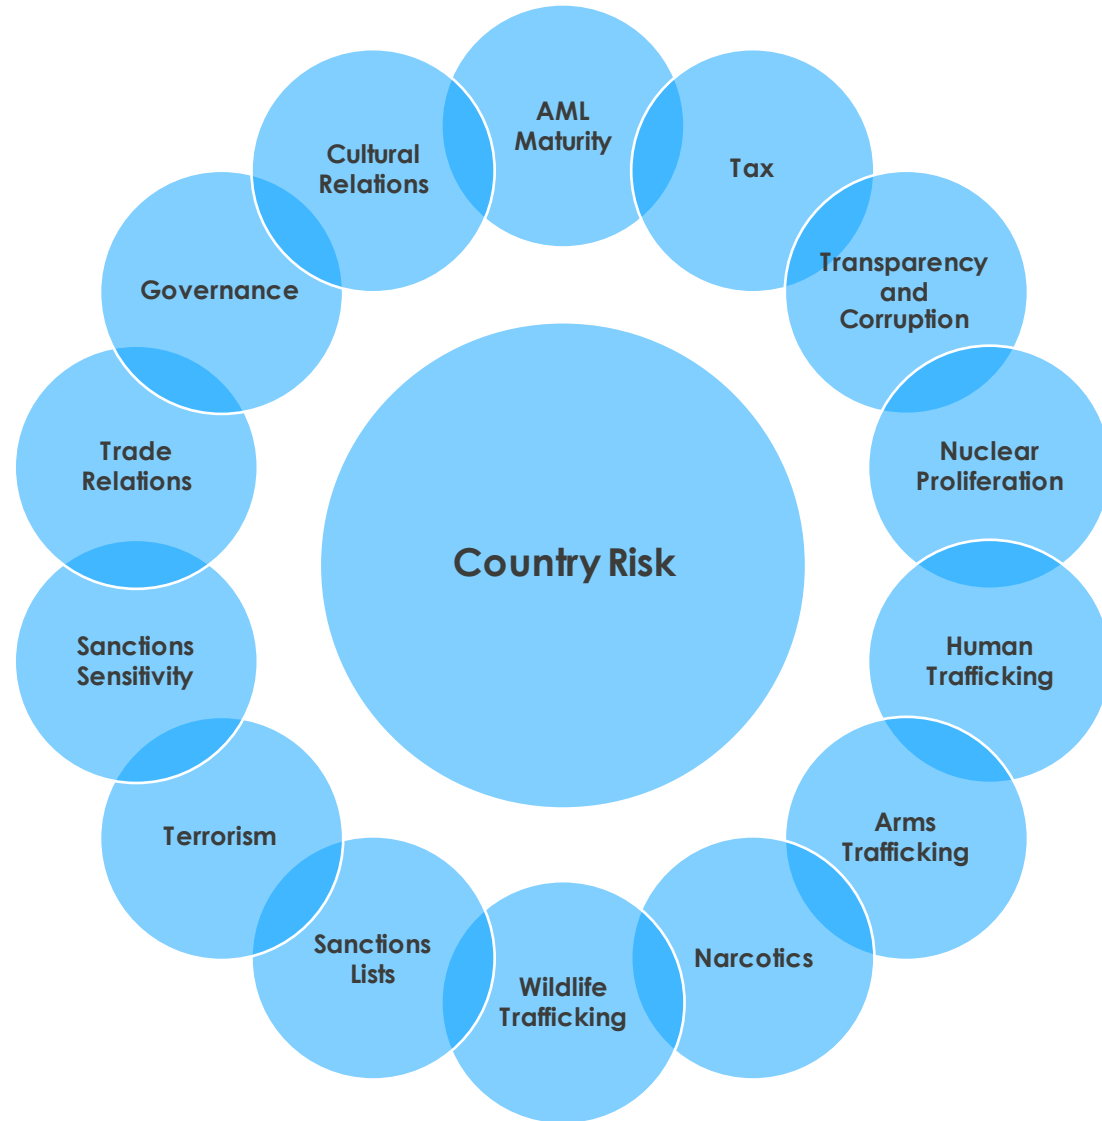 AML
Maturity
Tax
Transparency
and
Corruption
Nuclear
Proliferation
Human
Trafficking
Arms
Trafficking
Narcotics
Wildlife
Trafficking
Sanctions
Lists
Terrorism
Sanctions
Sensitivity
Trade
Relations
Governance
Cultural
Relations
Country Risk